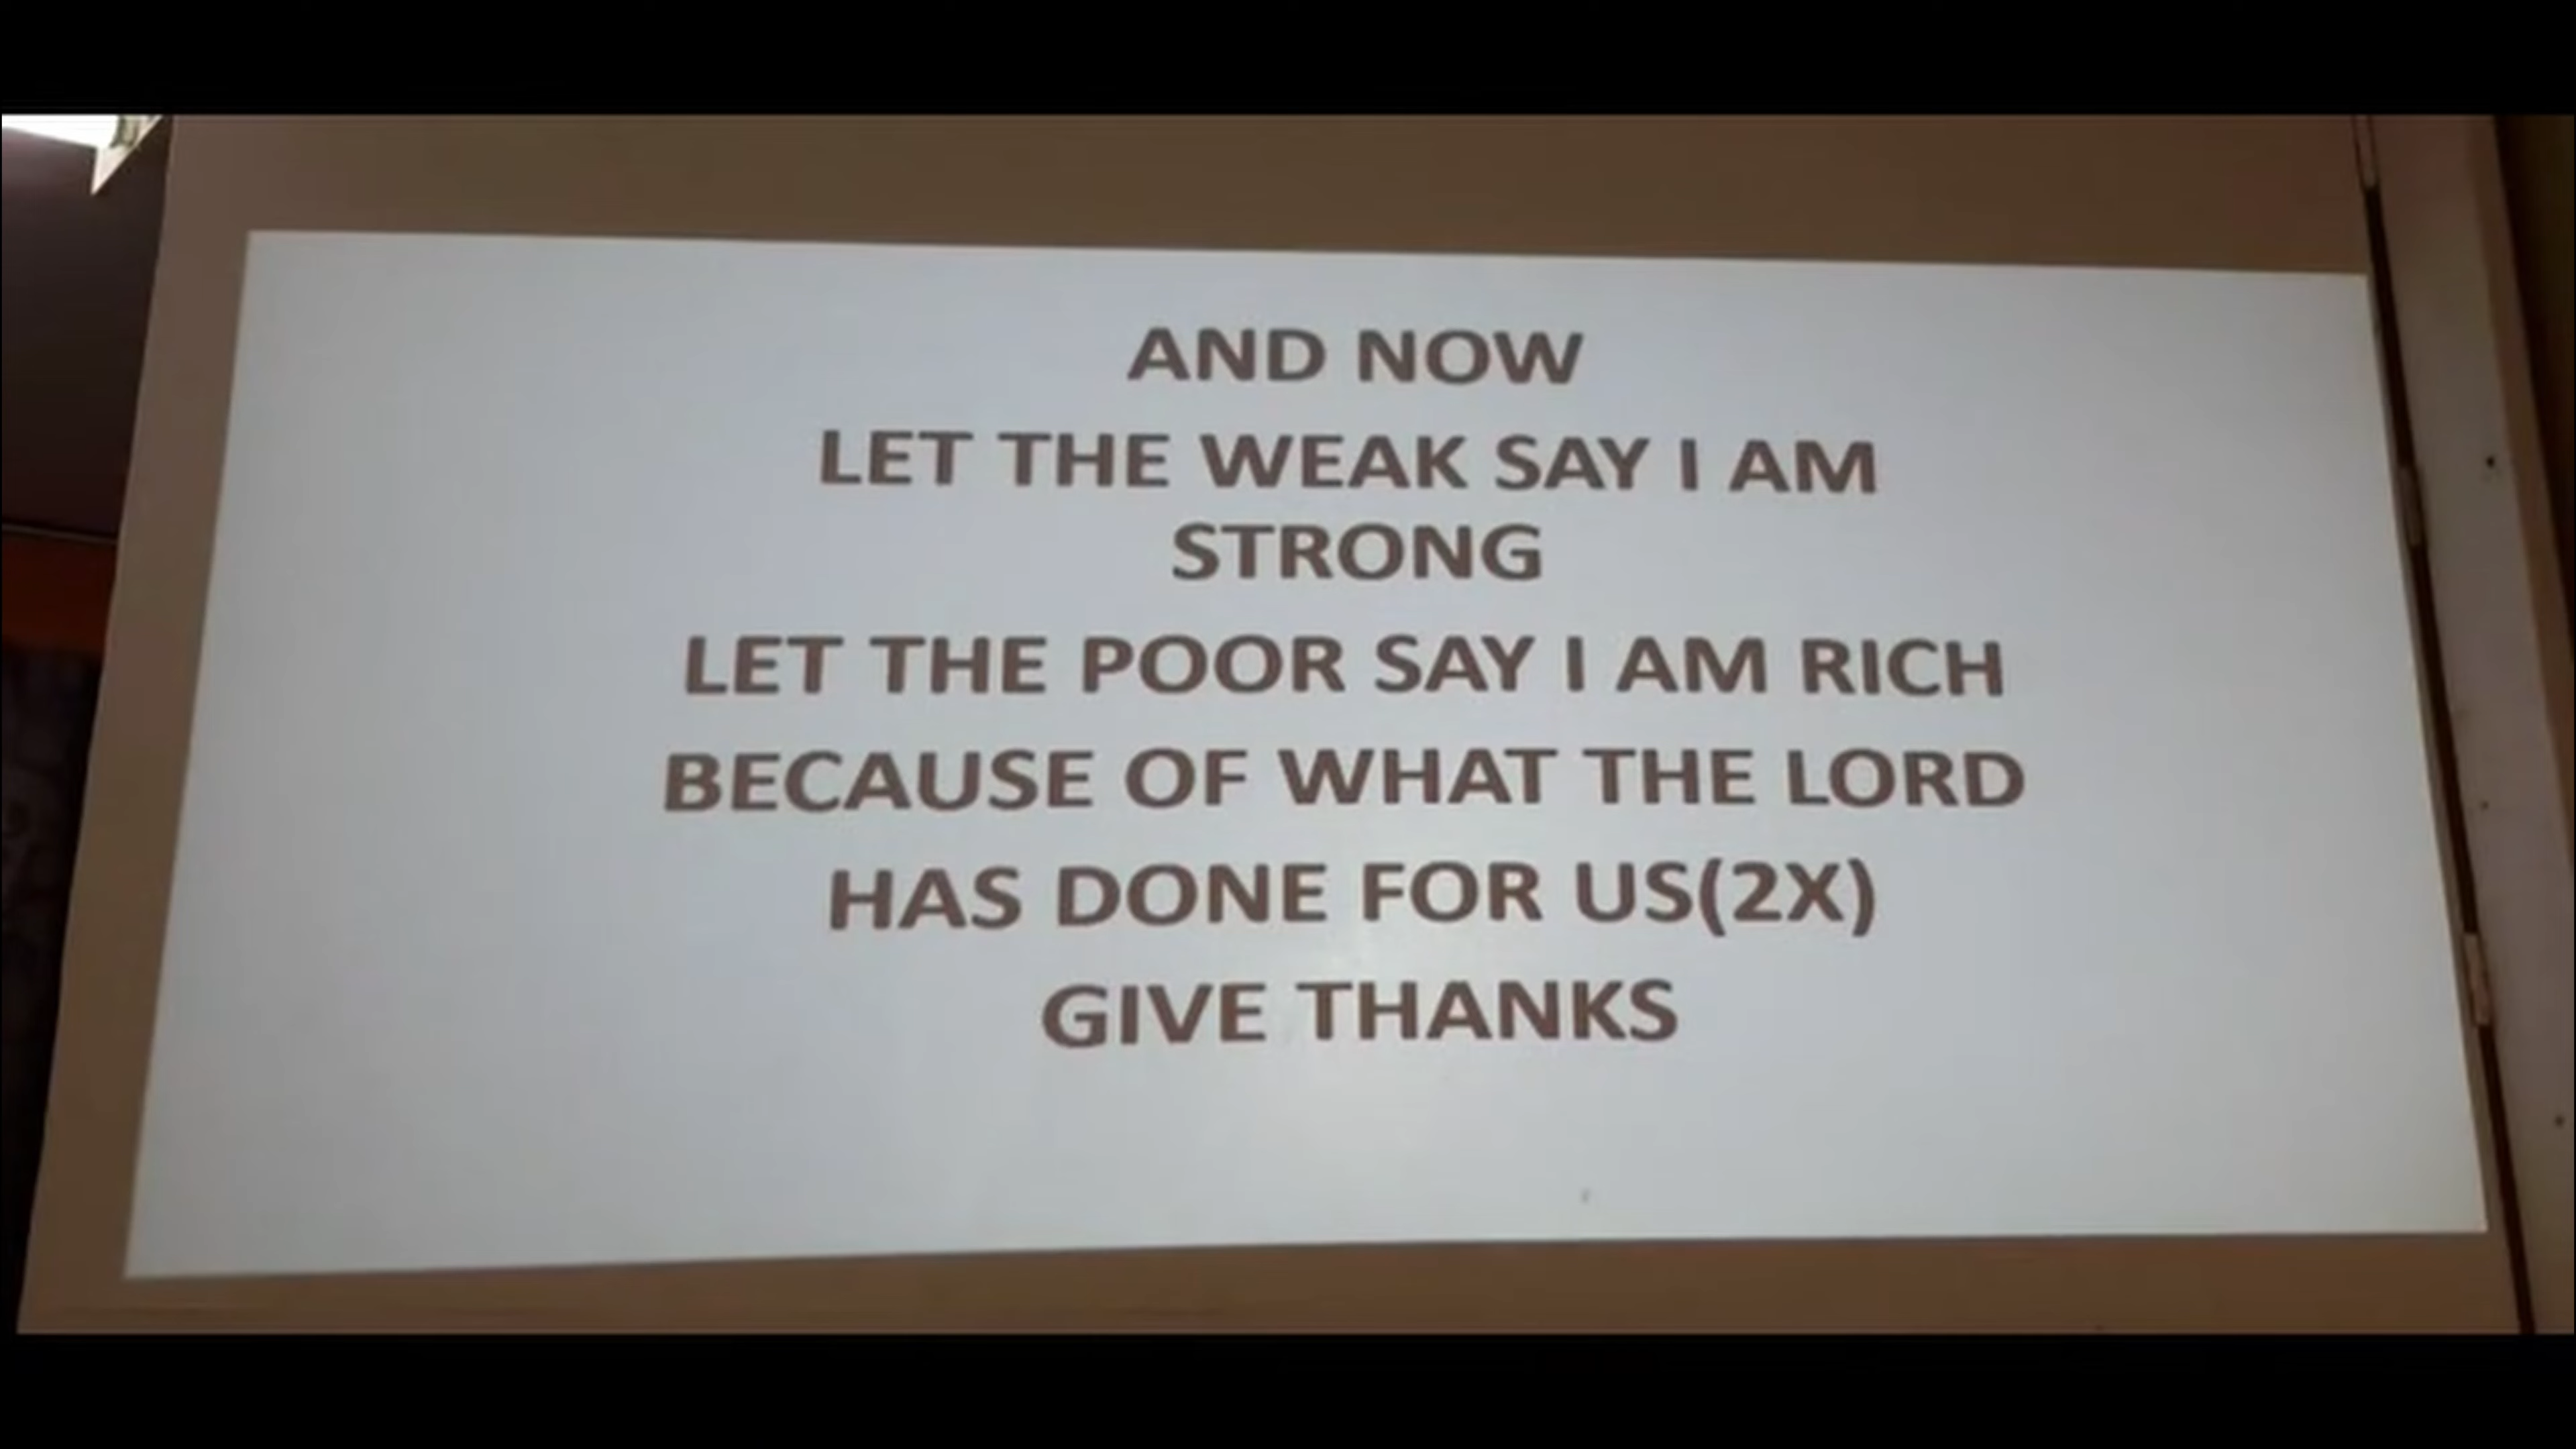 AND NOW
LET THE WEAK SAY I AM
STRONG
LET THE POOR SAY I AM RICH
BECAUSE OF WHAT THE LORD
HAS DONE FOR US(2X)
GIVE THANKS